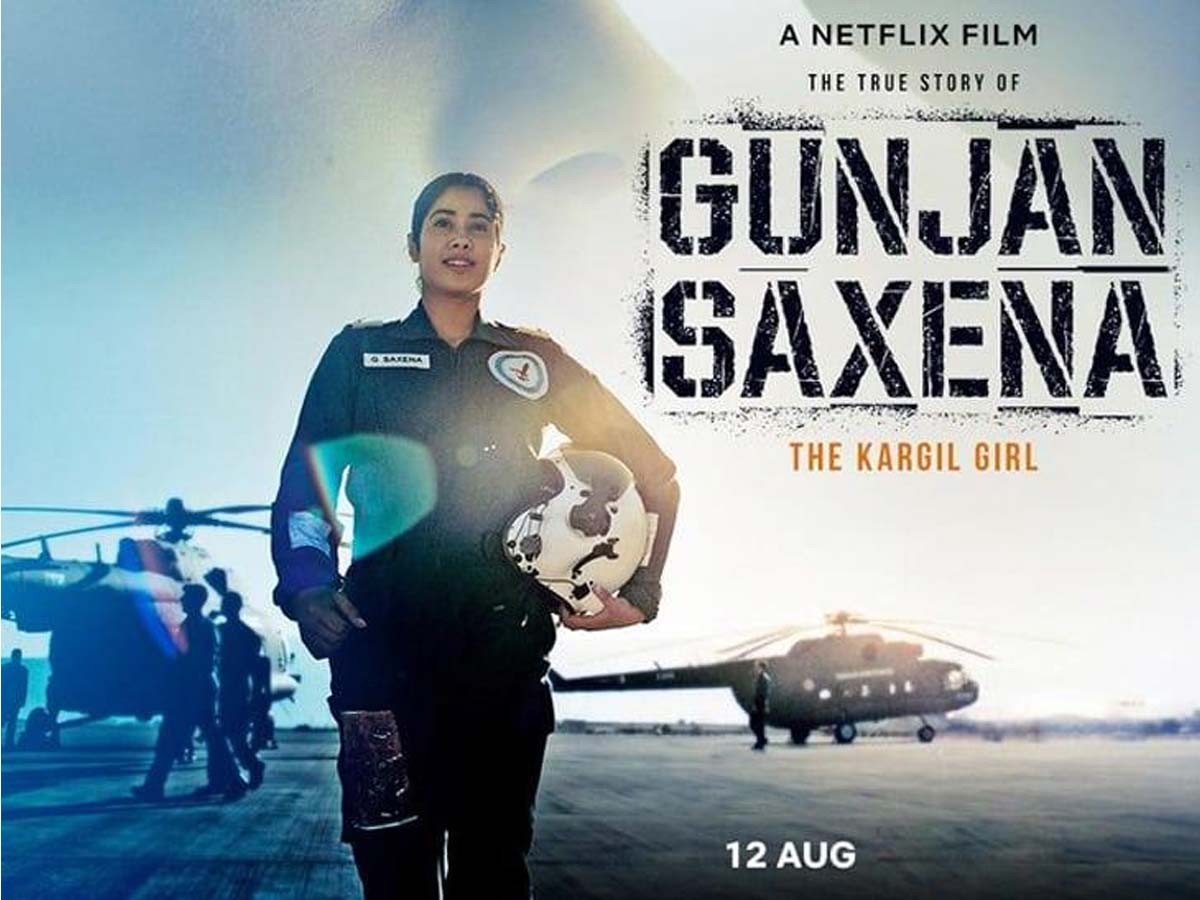 A NETFLIX FILM
THE TRUE STORY OF
GUNJAN
SAXENA
THE KARGIL GIRL
G SAXENA
12 AUG